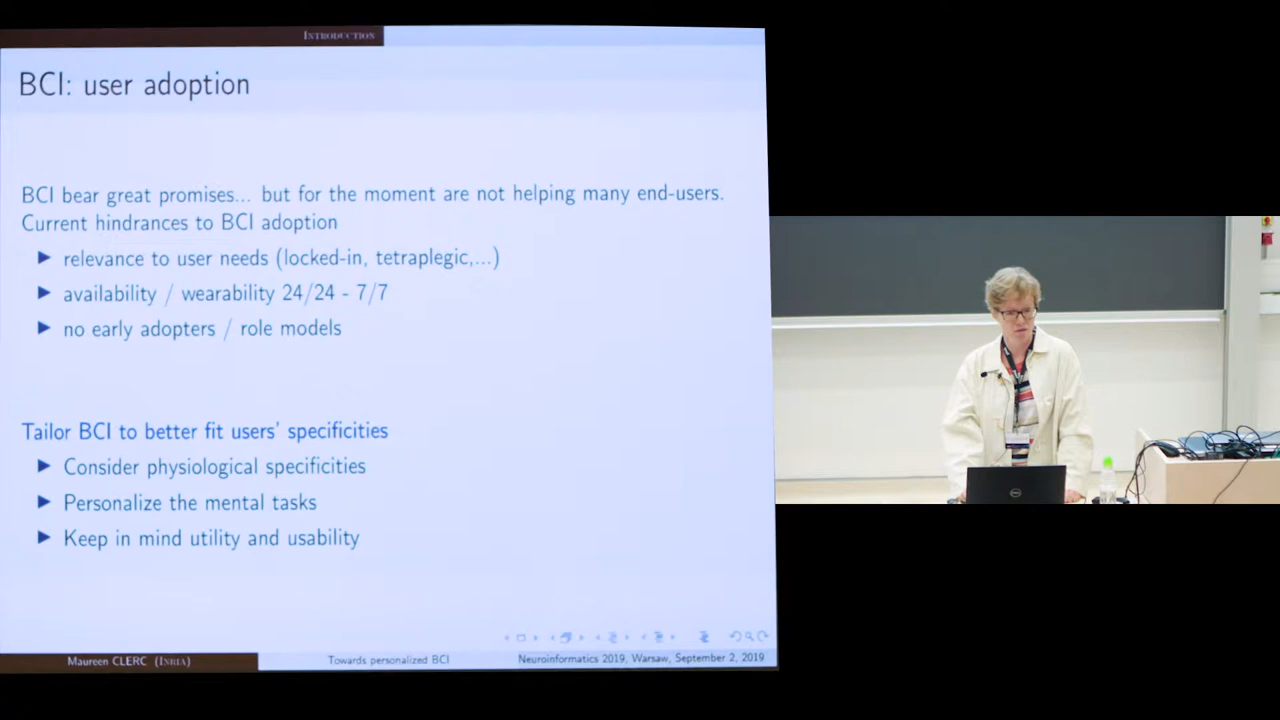 INTRODUCTION
BCI: user adoption
BCI bear great promises... but for the moment are not helping many end-users.
Current hindrances to BCI adoption
relevance to user needs (locked-in, tetraplegic,...)
availability / wearability 24/24 - 7/7
no early adopters / role models
Tailor BCI to better fit users' specificities
Consider physiological specificities
Personalize the mental tasks
Keep in mind utility and usability
Maureen CLERC (INRIA)
Towards personalized BCI
Neuroinformatics 2019, Warsaw, September 2, 2019
DELL